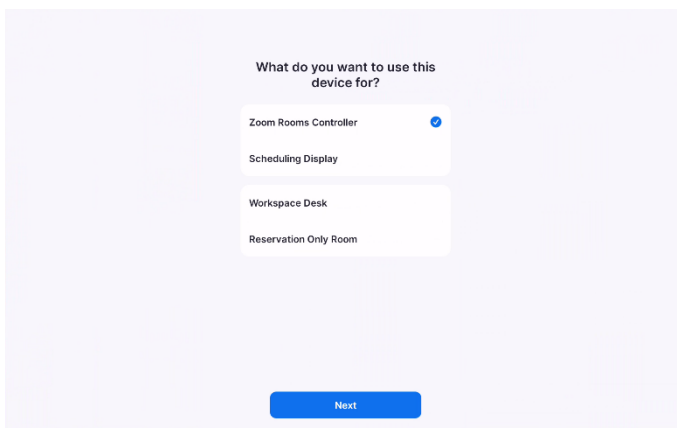 What do you want to use this
device for?
Zoom Rooms Controller
Scheduling Display
Workspace Desk
Reservation Only Room
Next